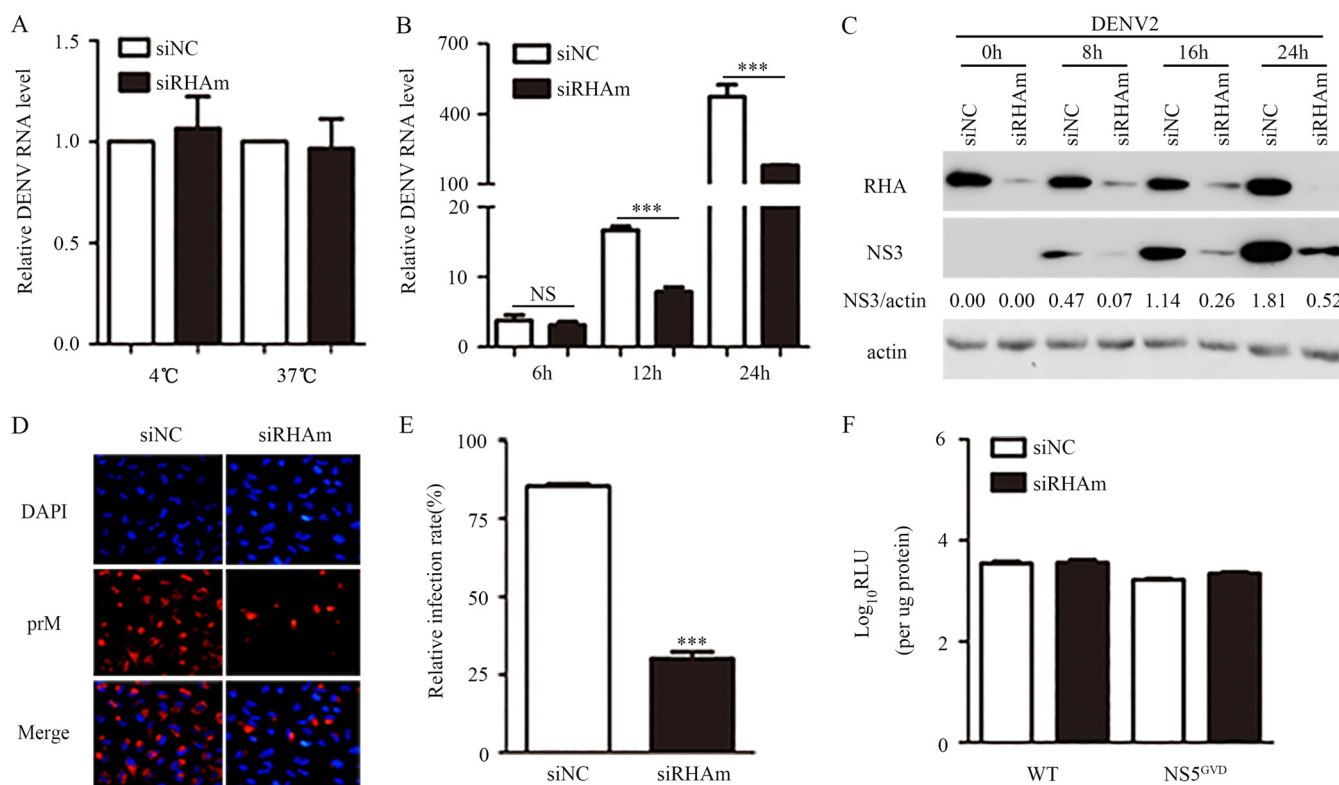 A
Relative DENV RNA level
1.5
1.0
0.5
0.0
siNC
siRHAm
4℃
37℃
B
Relative DENV RNA level
700
400
100
20
10
0
siNC
siRHAm
NS
***
***
6h
12h
24h
C
DENV2
0h 8h 16h 24h
siNC siRHAm siNC siRHAm siNC siRHAm siNC siRHAm
RHA
NS3
NS3/actin 0.00 0.00 0.47 0.07 1.14 0.26 1.81 0.52
actin
D
siNC siRHAm
DAPI
prM
Merge
E
Relative infection rate(%)
100
75
50
25
0
***
siNC siRHAm
F
Log₁₀RLU
(per ug protein)
6
4
2
0
siNC
siRHAm
WT NS5ᴳⱽᴰ